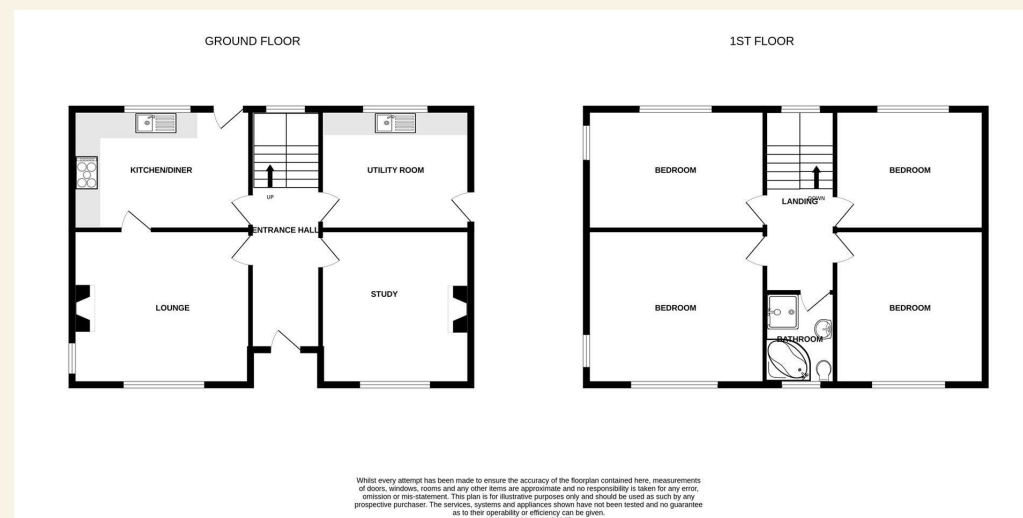 GROUND FLOOR
1ST FLOOR
KITCHEN/DINER
UTILITY ROOM
UP
ENTRANCE HALL
LOUNGE
STUDY
BEDROOM
BEDROOM
DOWN
LANDING
BEDROOM
BEDROOM
BATHROOM
Whilst every attempt has been made to ensure the accuracy of the floorplan contained here, measurements
of doors, windows, rooms and any other items are approximate and no responsibility is taken for any error,
omission or mis-statement. This plan is for illustrative purposes only and should be used as such by any
prospective purchaser. The services, systems and appliances shown have not been tested and no guarantee
as to their operability or efficiency can be given.